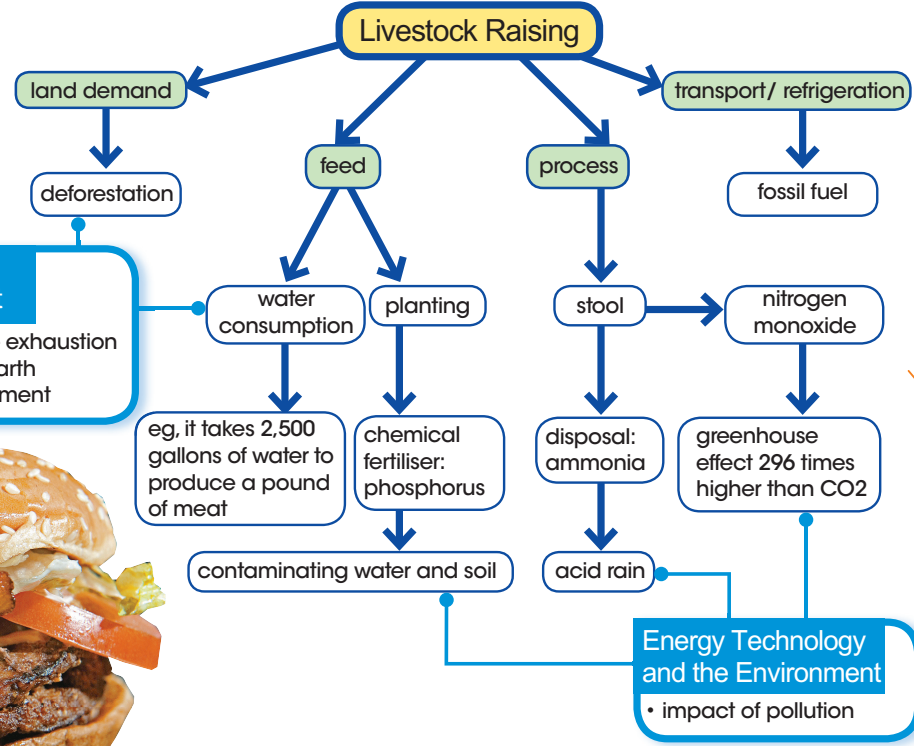 Livestock Raising
land demand
transport/ refrigeration
feed
process
deforestation
fossil fuel
water
consumption
planting
stool
nitrogen
monoxide
exhaustion
eg, it takes 2,500
gallons of water to
produce a pound
of meat
chemical
fertiliser:
phosphorus
disposal:
ammonia
greenhouse
effect 296 times
higher than CO2
contaminating water and soil
acid rain
Energy Technology
and the Environment
• impact of pollution